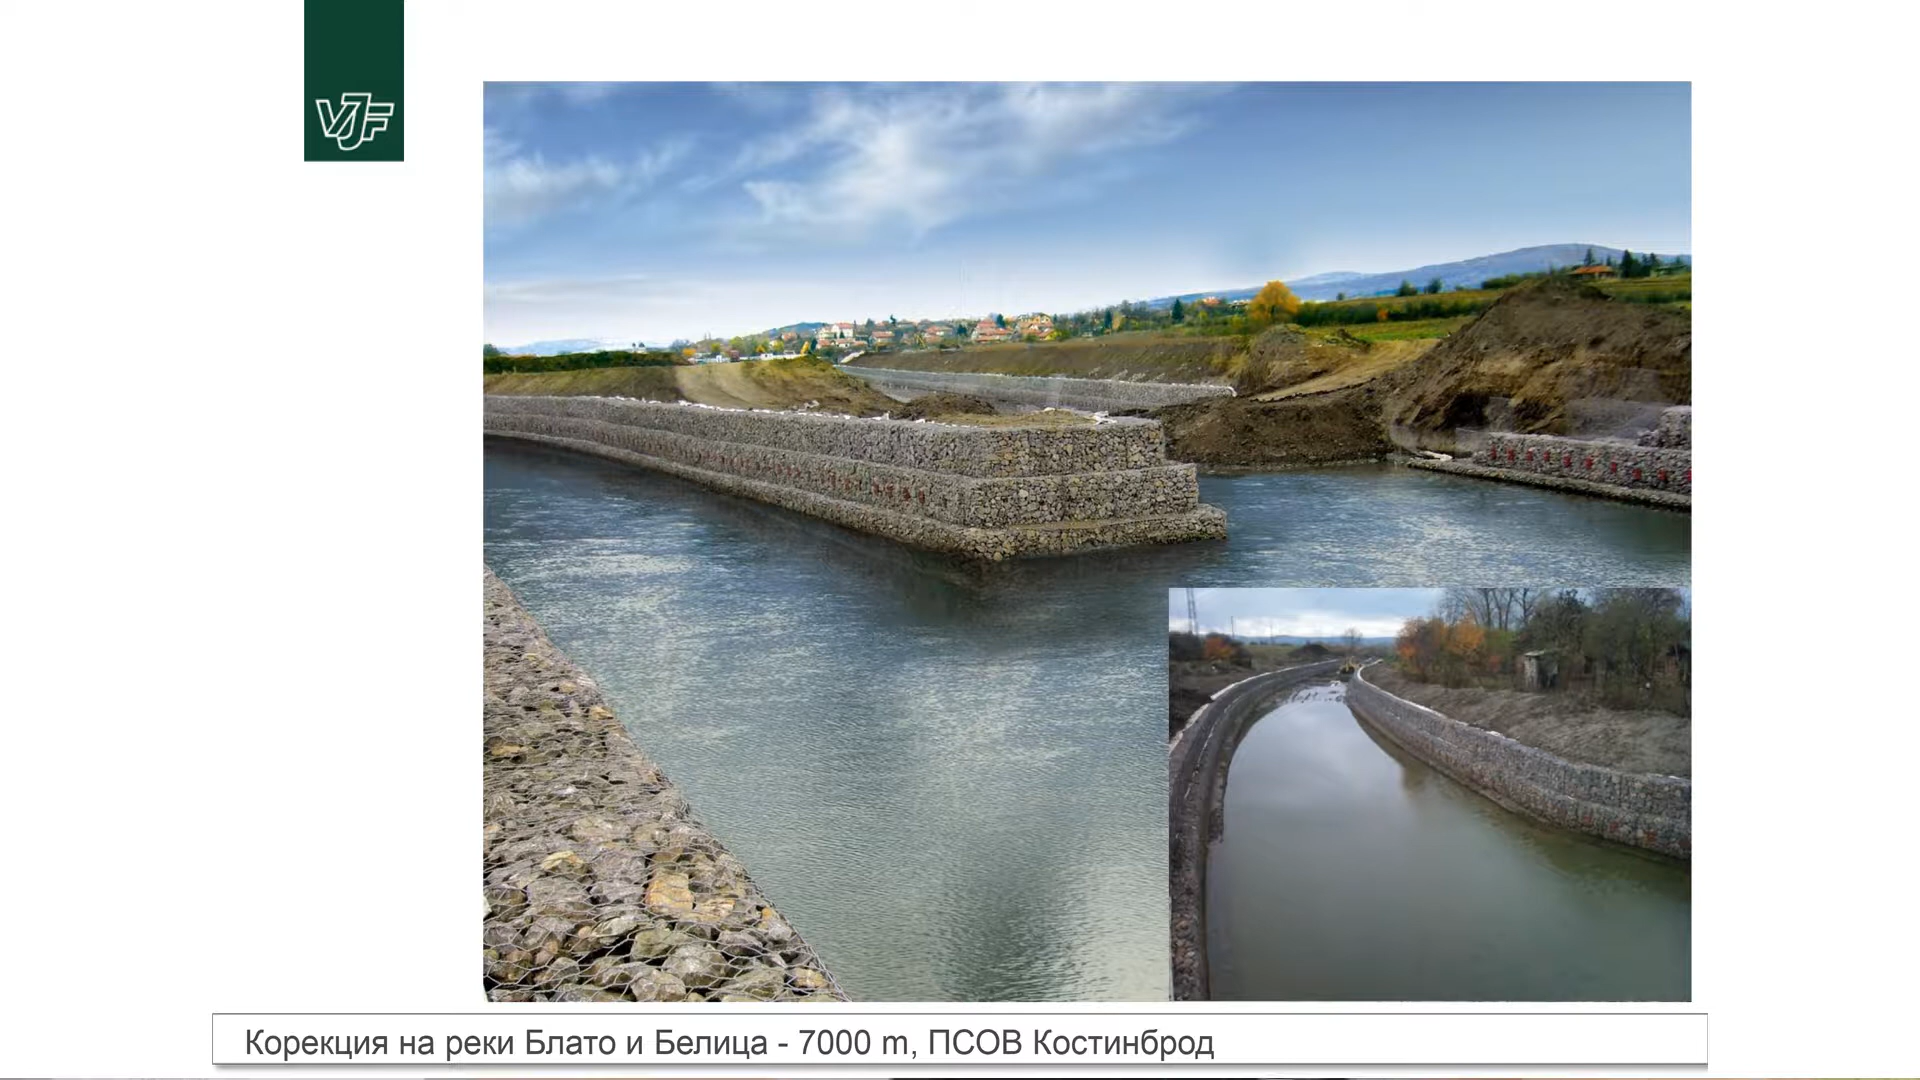 VJF
Корекция на реки Блато и Белица - 7000 m, ПСОВ Костинброд